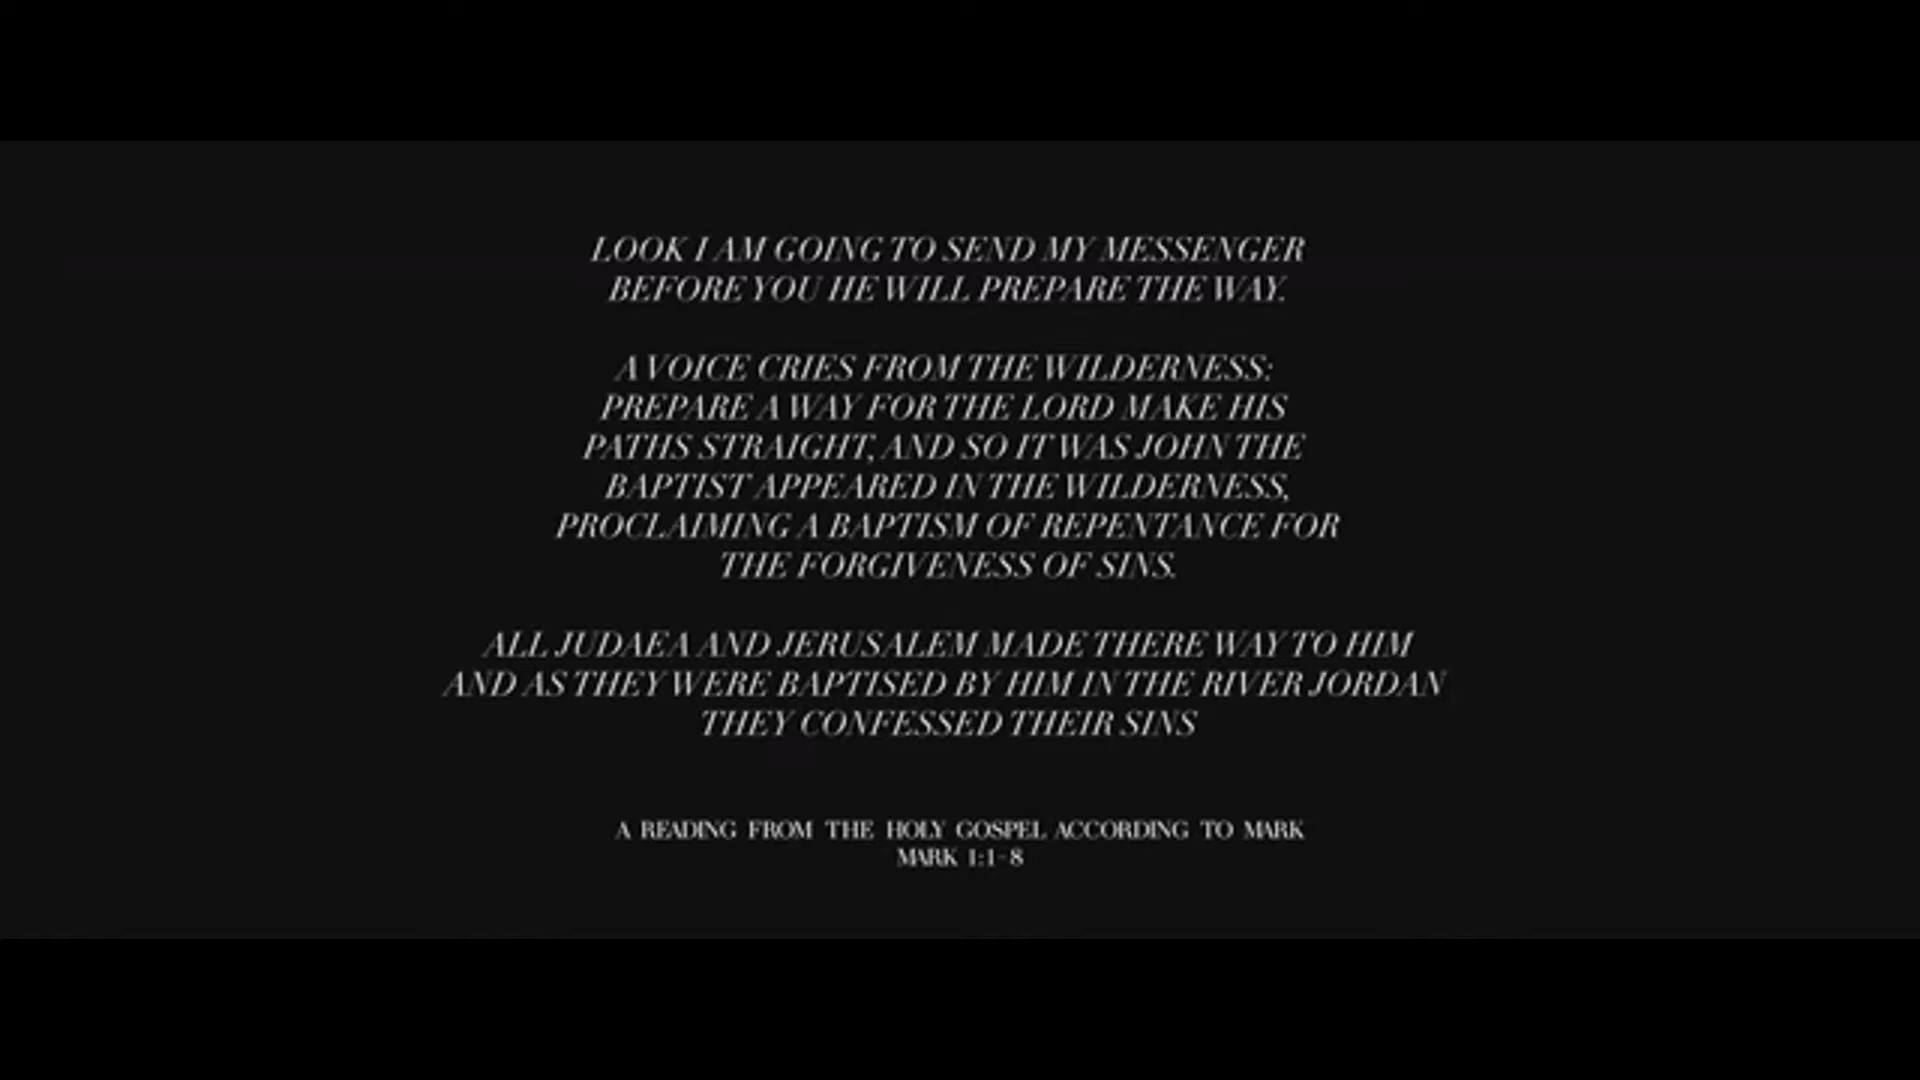 LOOK I AM GOING TO SEND MY MESSENGER
BEFORE YOU HE WILL PREPARE THE WAY.
A VOICE CRIES FROM THE WILDERNESS:
PREPARE A WAY FOR THE LORD MAKE HIS
PATHS STRAIGHT, AND SO IT WAS JOHN THE
BAPTIST APPEARED IN THE WILDERNESS,
PROCLAIMING A BAPTISM OF REPENTANCE FOR
THE FORGIVENESS OF SINS.
ALL JUDAEA AND JERUSALEM MADE THERE WAY TO HIM
AND AS THEY WERE BAPTISED BY HIM IN THE RIVER JORDAN
THEY CONFESSED THEIR SINS
A READING FROM THE HOLY GOSPEL ACCORDING TO MARK
MARK 1:1-8